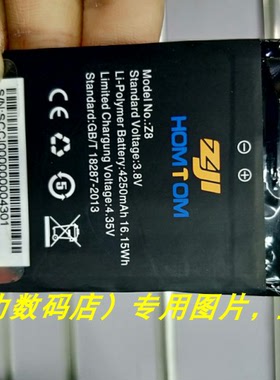 ZJI
HOMTOM
Model :Z8
Standard Voltage:3.8V
Li-Polymer Battery:4250mAh 16.15Wh
Limited Charging Voltage:4.35V
Standard:GB/T 18287-2013
数码店）专用图片，